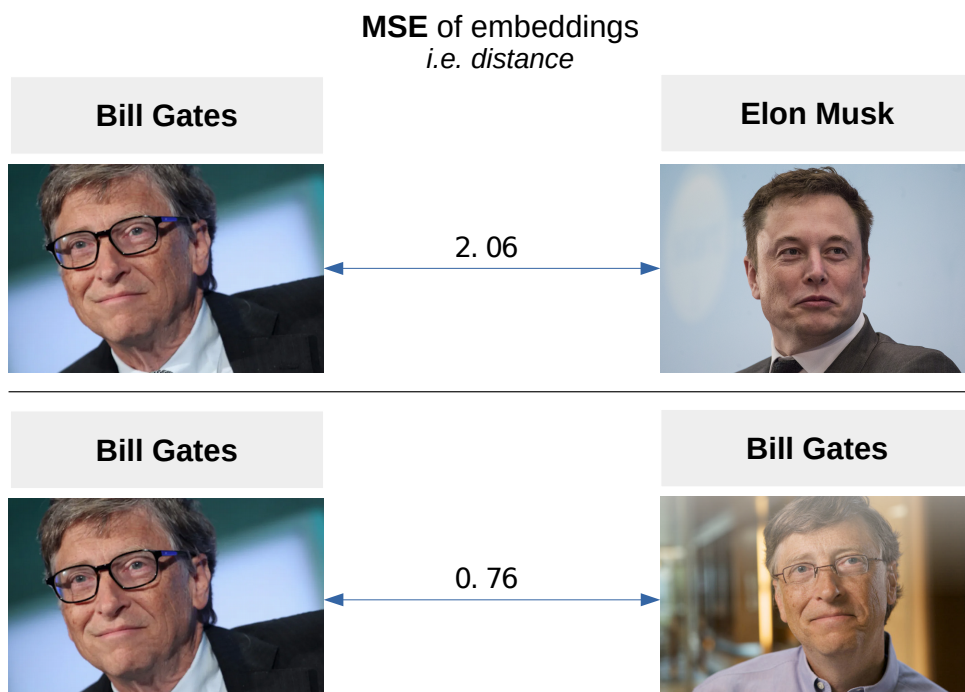 MSE of embeddings
i.e. distance
Bill Gates
Elon Musk
2. 06
Bill Gates
Bill Gates
0. 76